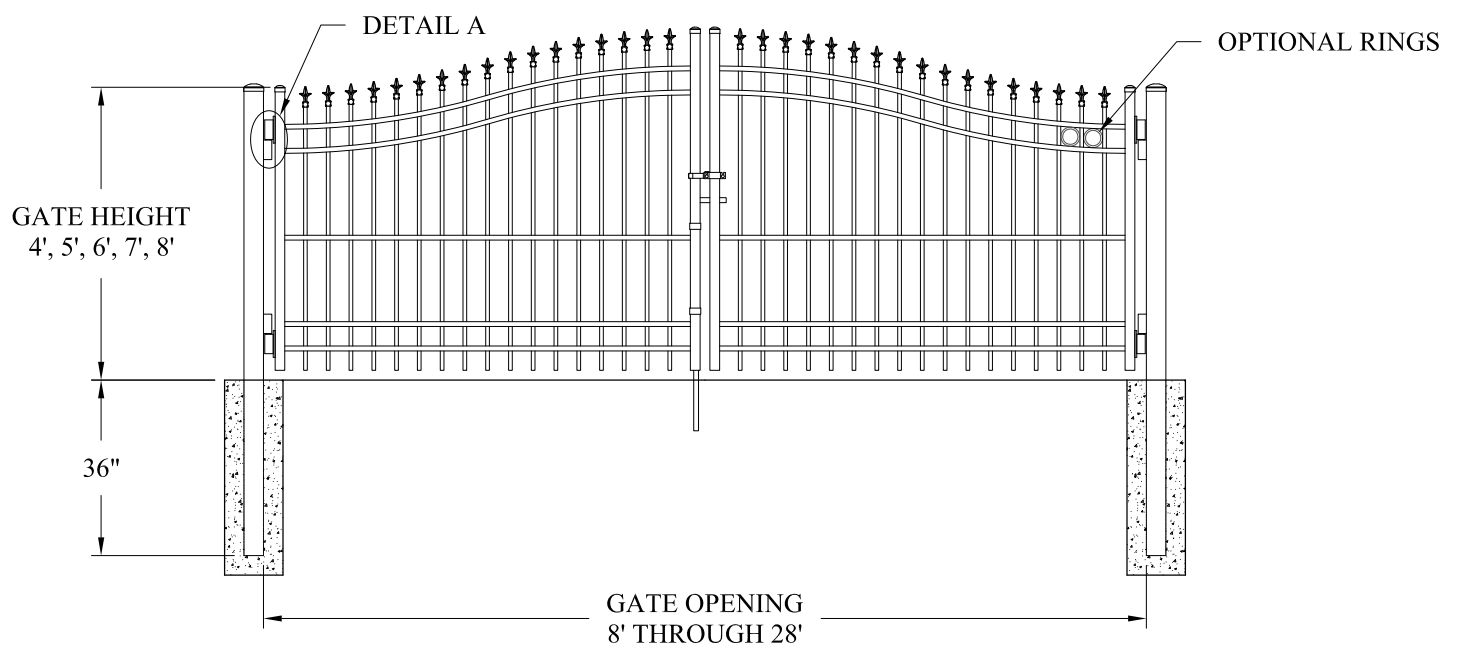 DETAIL A
OPTIONAL RINGS
GATE HEIGHT
4', 5', 6', 7', 8'
36"
GATE OPENING
8' THROUGH 28'